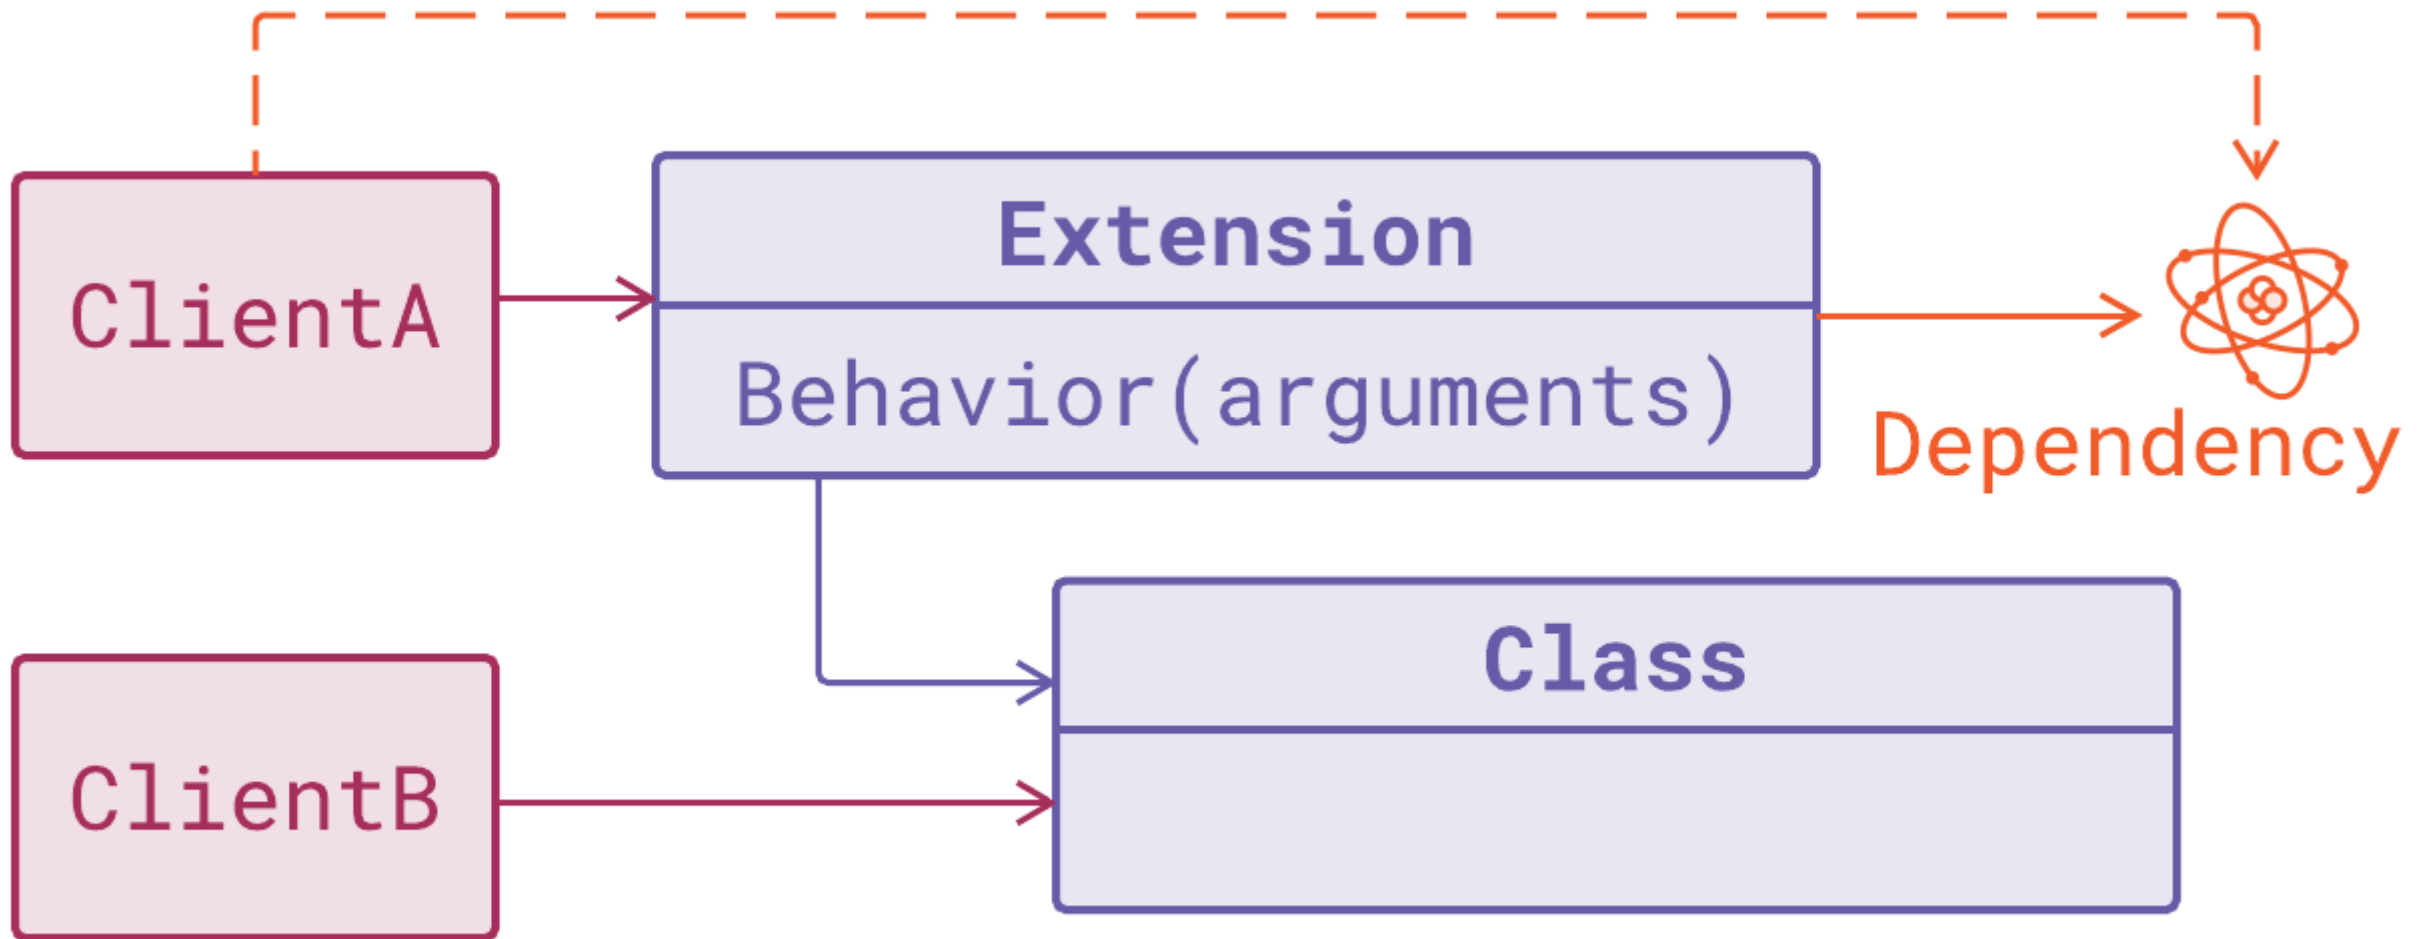 ClientA
Extension
Behavior(arguments)
Dependency
ClientB
Class